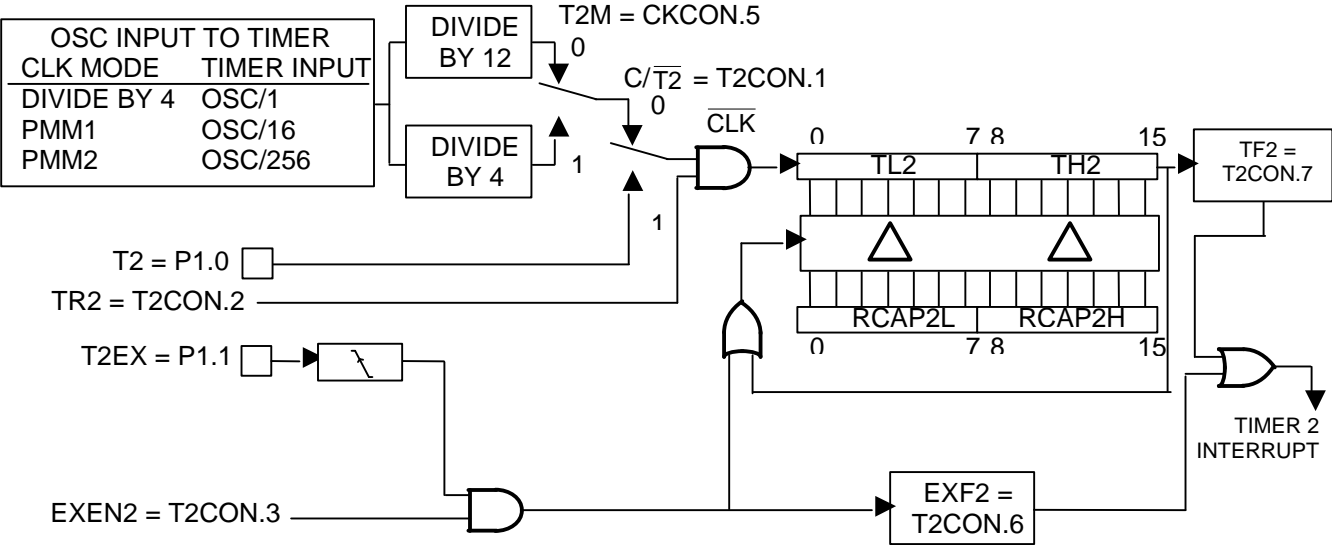 OSC INPUT TO TIMER
CLK MODE TIMER INPUT
DIVIDE BY 4 OSC/1
PMM1 OSC/16
PMM2 OSC/256
DIVIDE
BY 12
DIVIDE
BY 4
T2M = CKCON.5
0
1
C/T2 = T2CON.1
0
1
CLK
0 7 8 15
TL2 TH2
TF2 =
T2CON.7
T2 = P1.0
TR2 = T2CON.2
RCAP2L RCAP2H
0 7 8 15
T2EX = P1.1
TIMER 2
INTERRUPT
EXEN2 = T2CON.3
EXF2 =
T2CON.6